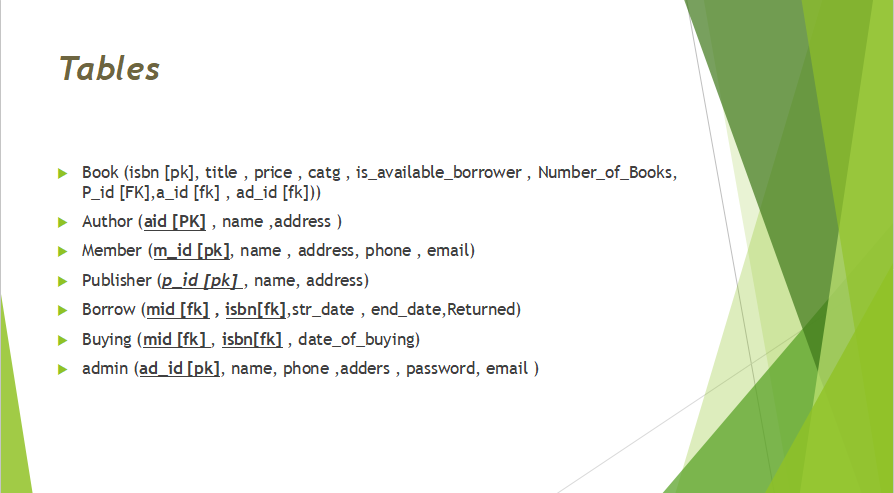 Tables
Book (isbn [pk], title , price , catg , is_available_borrower , Number_of_Books,
P_id [FK],a_id [fk] , ad_id [fk]))
Author (aid [PK] , name ,address )
Member (m_id [pk], name , address, phone , email)
Publisher (p_id [pk] , name, address)
Borrow (mid [fk] , isbn[fk],str_date , end_date,Returned)
Buying (mid [fk] , isbn[fk] , date_of_buying)
admin (ad_id [pk], name, phone ,adders , password, email )